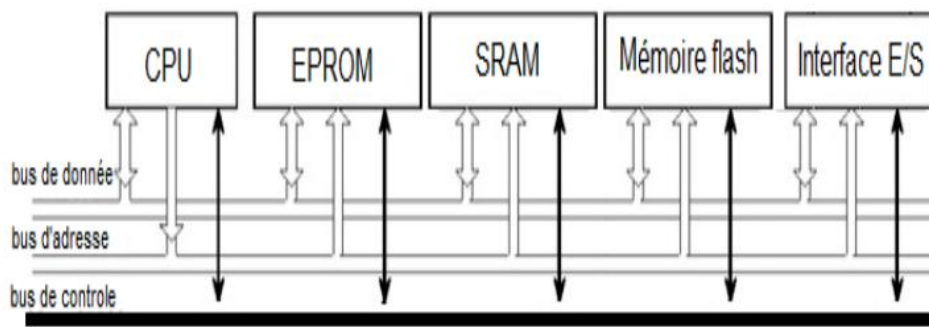 CPU
EPROM
SRAM
Mémoire flash
Interface E/S
bus de donnée
bus d'adresse
bus de controle